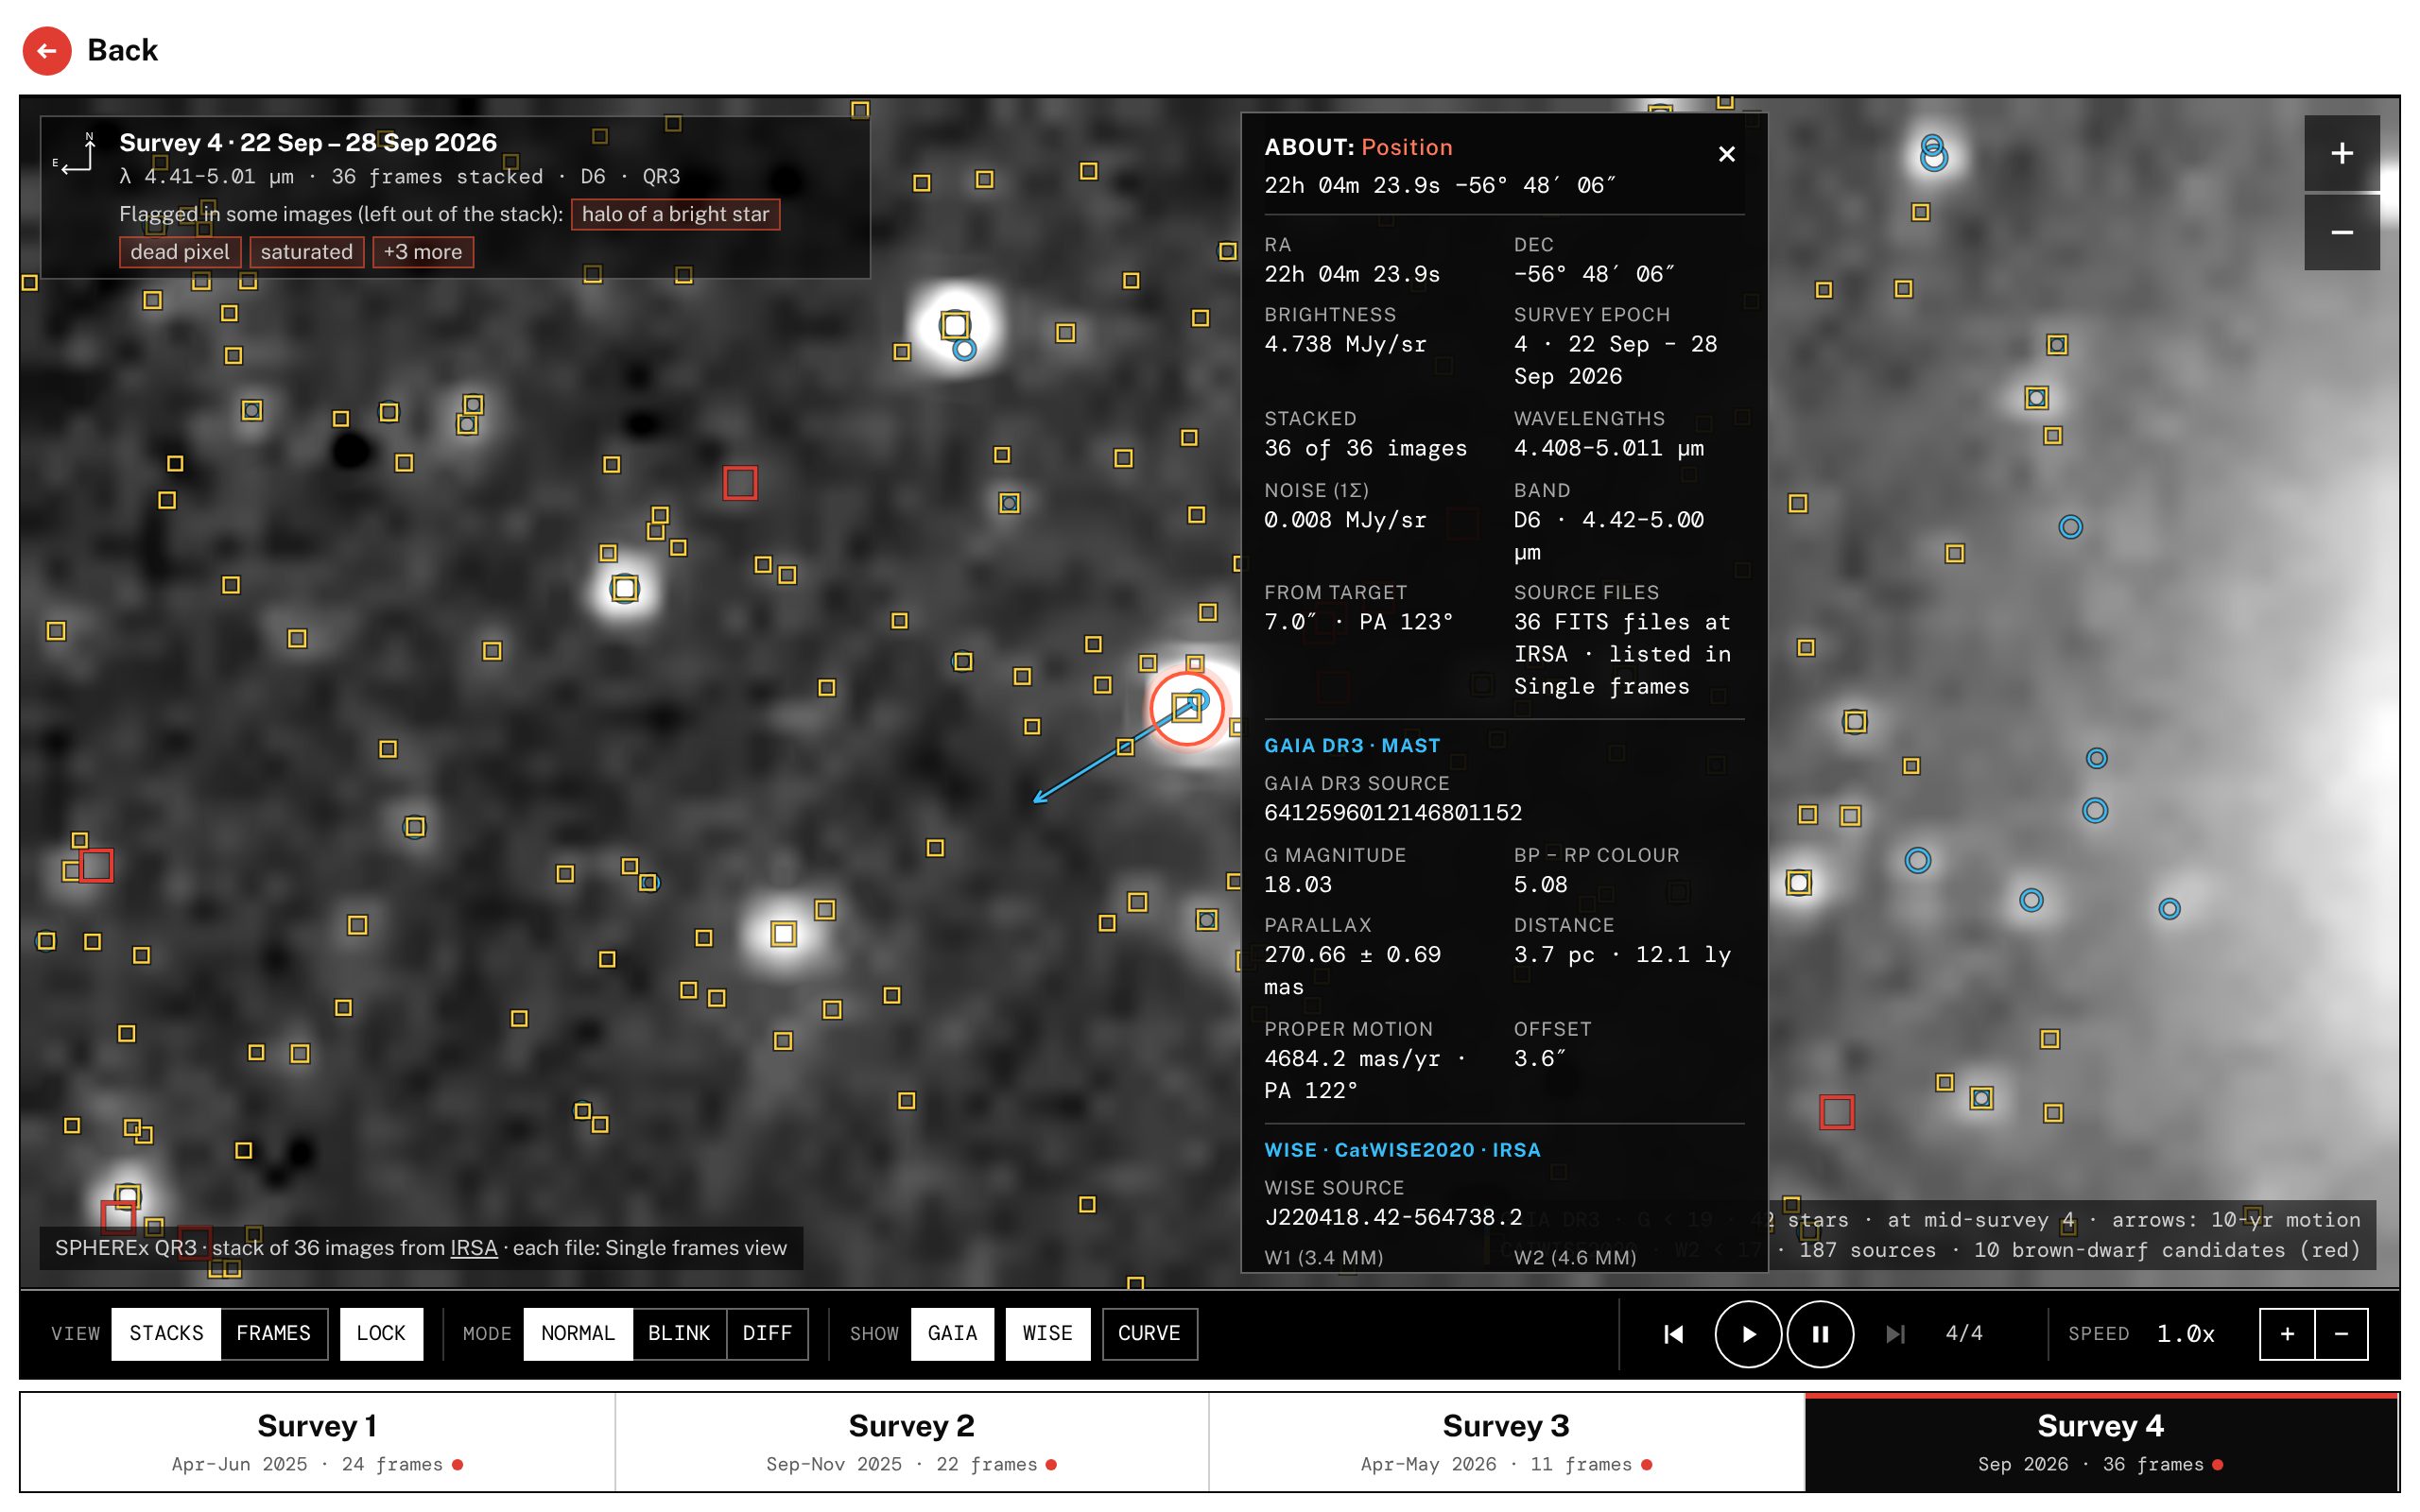 Back
N
E
Survey 4 · 22 Sep – 28 Sep 2026
λ 4.41–5.01 µm · 36 frames stacked · D6 · QR3
Flagged in some images (left out of the stack): halo of a bright star
dead pixel saturated +3 more
ABOUT: Position
22h 04m 23.9s −56° 48′ 06″
RA DEC
22h 04m 23.9s −56° 48′ 06″
BRIGHTNESS SURVEY EPOCH
4.738 MJy/sr 4 · 22 Sep – 28
Sep 2026
STACKED WAVELENGTHS
36 of 36 images 4.408–5.011 µm
NOISE (1Σ) BAND
0.008 MJy/sr D6 · 4.42–5.00
µm
FROM TARGET SOURCE FILES
7.0″ · PA 123° 36 FITS files at
IRSA · listed in
Single frames
GAIA DR3 · MAST
GAIA DR3 SOURCE
6412596012146801152
G MAGNITUDE BP − RP COLOUR
18.03 5.08
PARALLAX DISTANCE
270.66 ± 0.69 3.7 pc · 12.1 ly
mas
PROPER MOTION OFFSET
4684.2 mas/yr · 3.6″
PA 122°
WISE · CatWISE2020 · IRSA
WISE SOURCE
J220418.42-564738.2
W1 (3.4 MM) W2 (4.6 MM)
stars · at mid-survey 4 · arrows: 10-yr motion
· 187 sources · 10 brown-dwarf candidates (red)
SPHEREx QR3 · stack of 36 images from IRSA · each file: Single frames view
VIEW STACKS FRAMES LOCK MODE NORMAL BLINK DIFF SHOW GAIA WISE CURVE 4/4 SPEED 1.0x + −
Survey 1 Survey 2 Survey 3 Survey 4
Apr–Jun 2025 · 24 frames Sep–Nov 2025 · 22 frames Apr–May 2026 · 11 frames Sep 2026 · 36 frames